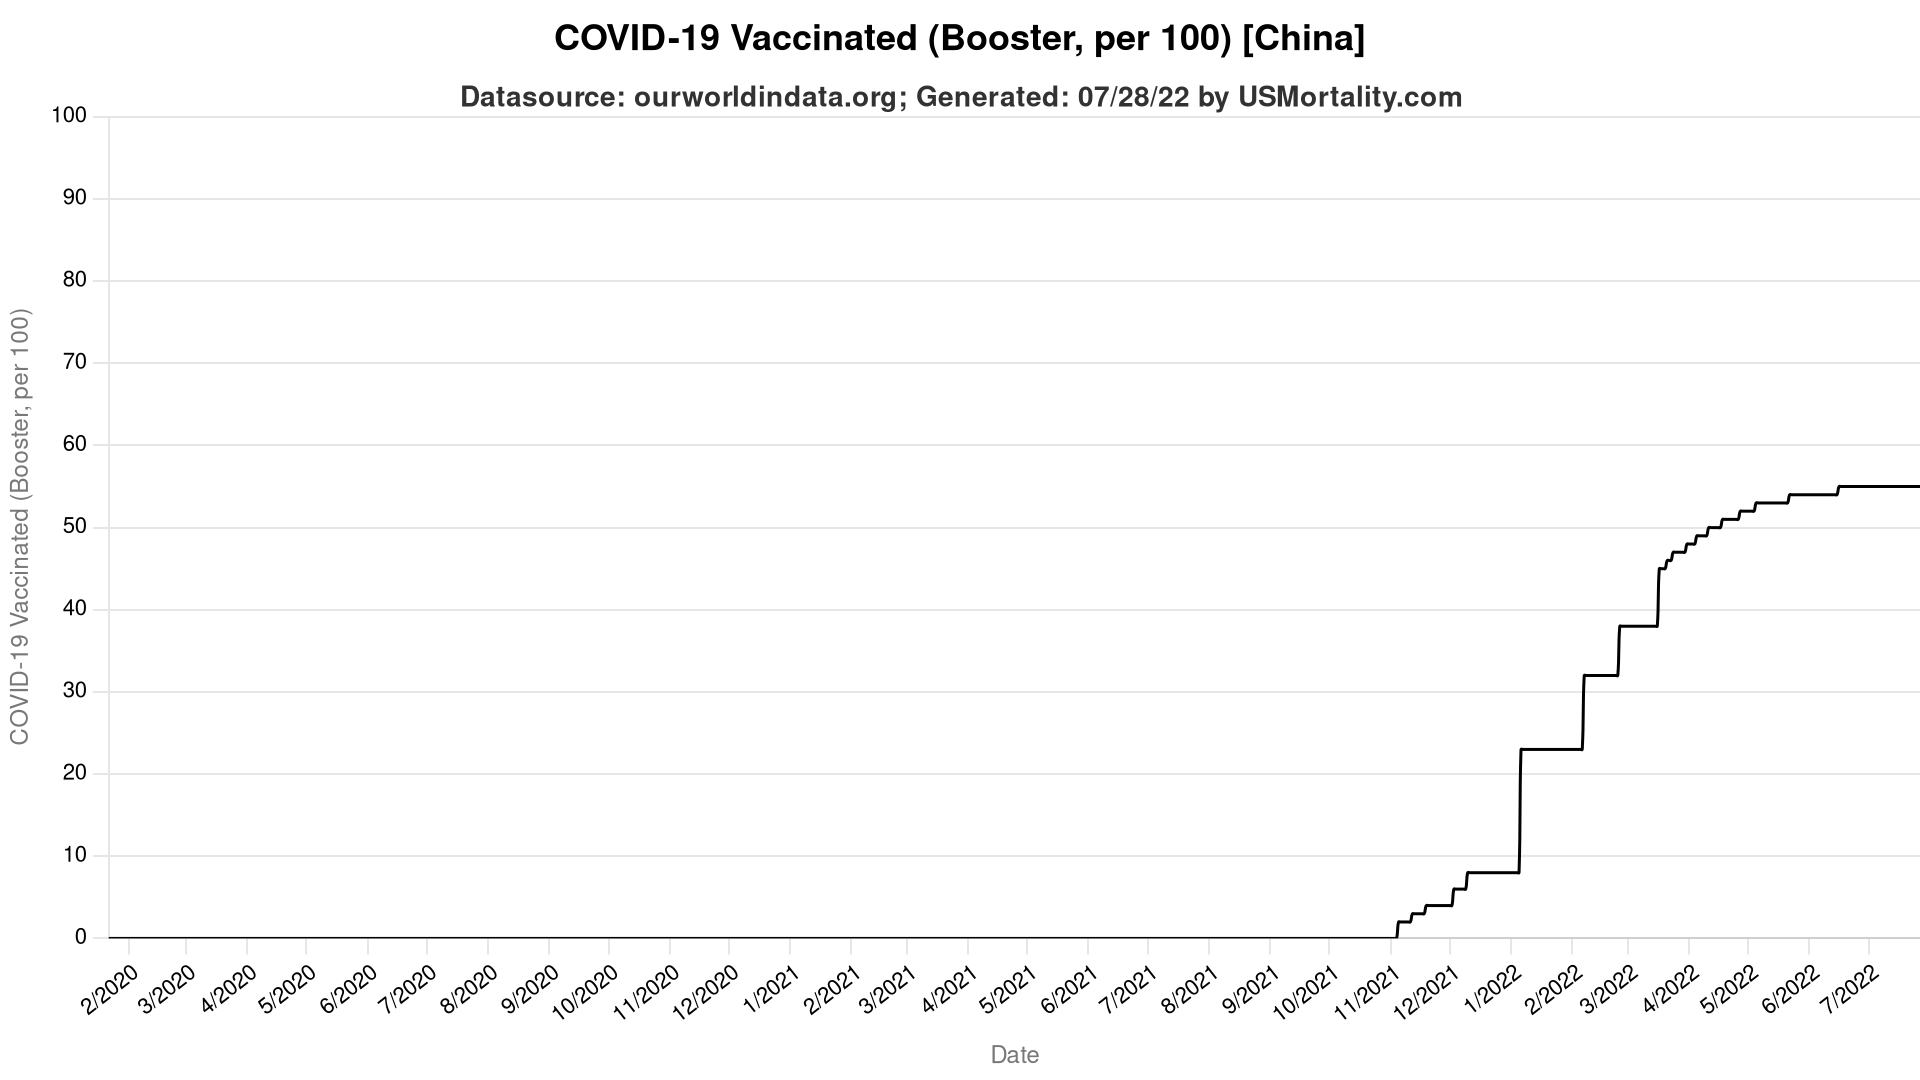 COVID-19 Vaccinated (Booster, per 100) [China]
Datasource: ourworldindata.org; Generated: 07/28/22 by USMortality.com
COVID-19 Vaccinated (Booster, per 100)
100
90
80
70
60
50
40
30
20
10
0
2/2020 3/2020 4/2020 5/2020 6/2020 7/2020 8/2020 9/2020 10/2020 11/2020 12/2020 1/2021 2/2021 3/2021 4/2021 5/2021 6/2021 7/2021 8/2021 9/2021 10/2021 11/2021 12/2021 1/2022 2/2022 3/2022 4/2022 5/2022 6/2022 7/2022
Date